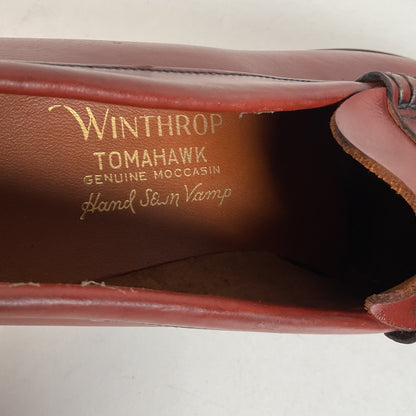 WINTHROP
TOMAHAWK
GENUINE MOCCASIN
Hand Sewn Vamp